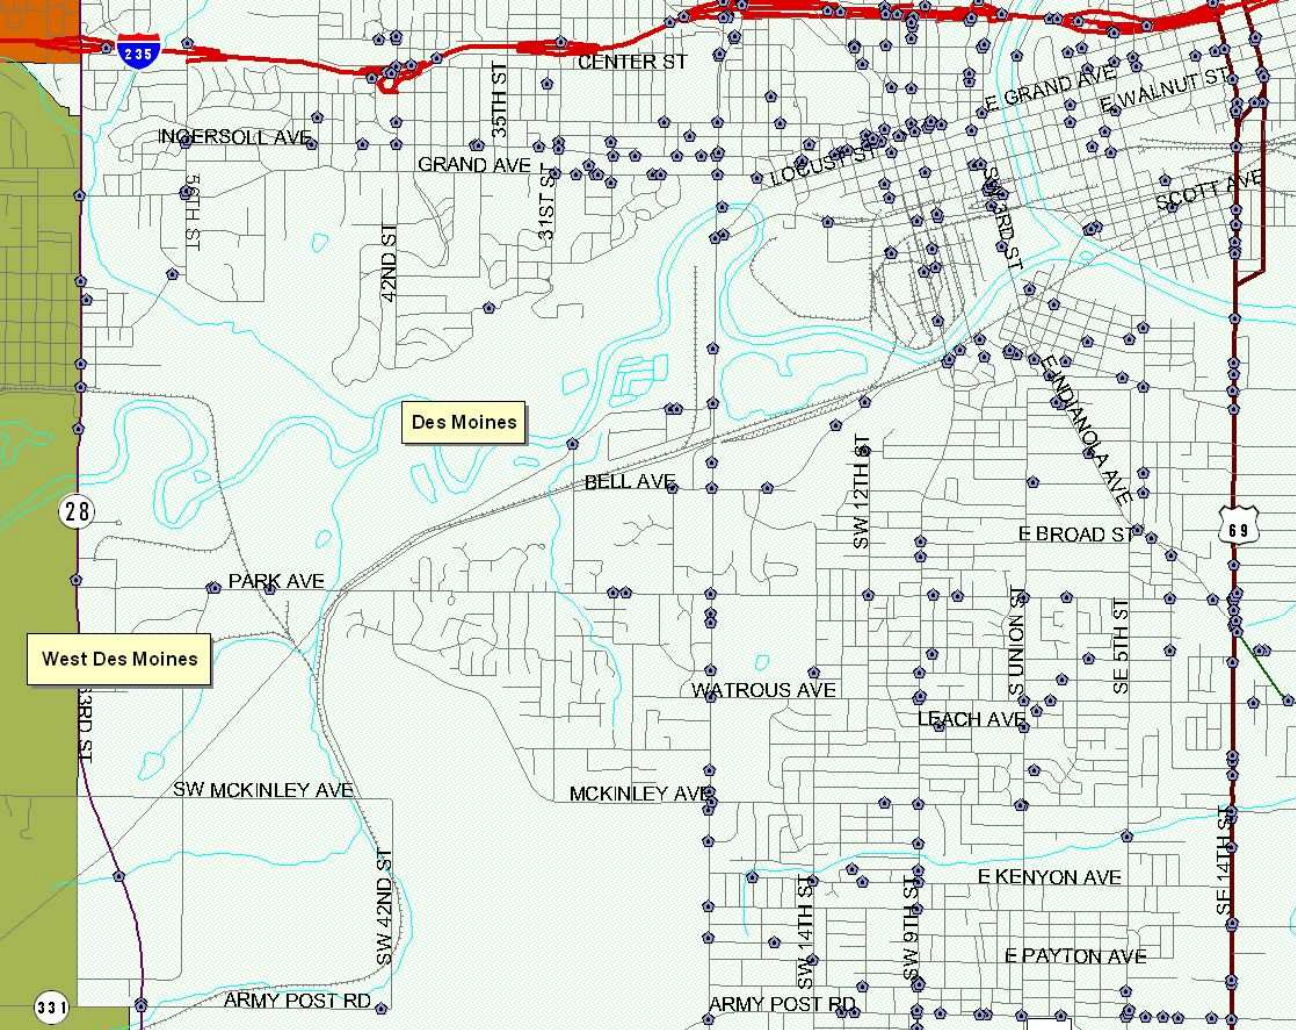 235
CENTER ST
35TH ST
E GRAND AVE
E WALNUT ST
INGERSOLL AVE
GRAND AVE
LOCUST ST
56TH ST
31ST ST
SW 3RD ST
SCOTT AVE
42ND ST
E INDIANOLA AVE
Des Moines
BELL AVE
SW 12TH ST
28
E BROAD ST
69
PARK AVE
S UNION ST
SE 5TH ST
West Des Moines
63RD ST
WATROUS AVE
LEACH AVE
SW MCKINLEY AVE
MCKINLEY AVE
SE 14TH ST
SW 42ND ST
SW 14TH ST
SW 9TH ST
E KENYON AVE
E PAYTON AVE
331
ARMY POST RD
ARMY POST RD